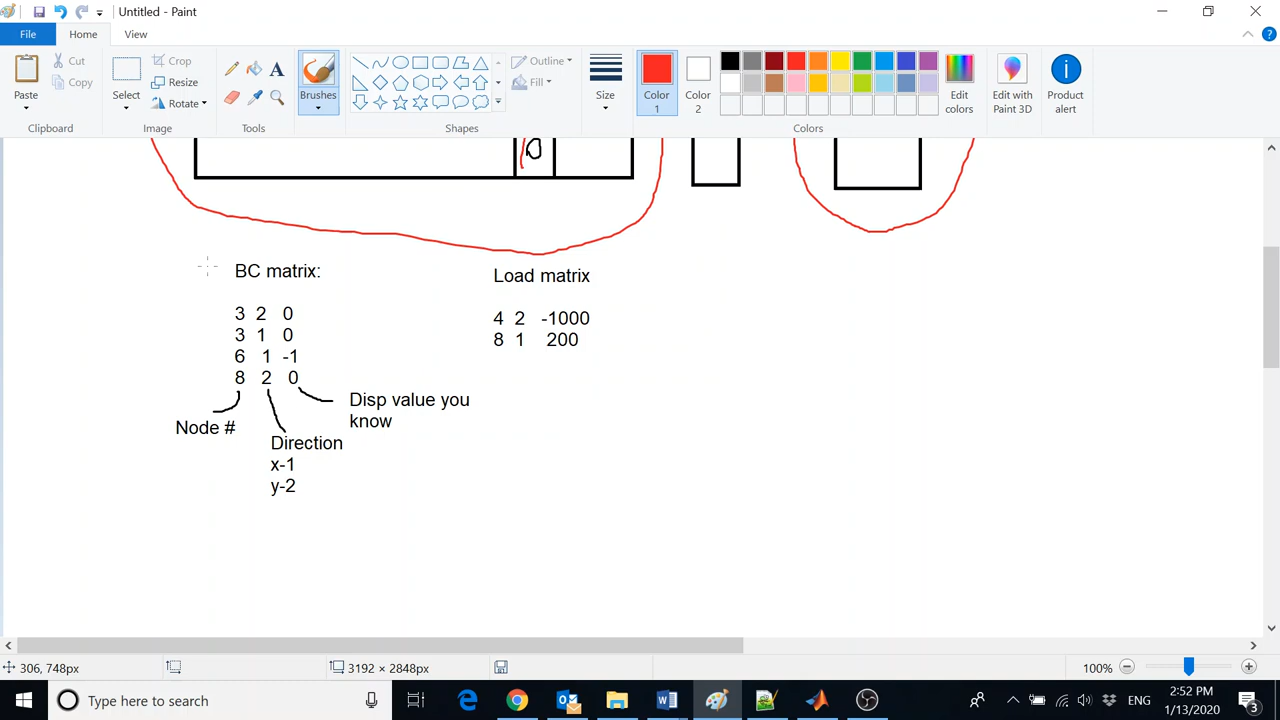 Untitled - Paint
File
Home
View
Paste
Cut
Copy
Clipboard
Select
Crop
Resize
Rotate
Image
A
Tools
Brushes
Outline
Fill
Shapes
Size
Color 1
Color 2
Edit colors
Colors
Edit with Paint 3D
Product alert
0
BC matrix:
3 2 0
3 1 0
6 1 -1
8 2 0
Node #
Direction
x-1
y-2
Disp value you
know
Load matrix
4 2 -1000
8 1 200
306, 748px
3192 × 2848px
100%
Type here to search
ENG
2:52 PM
1/13/2020
3